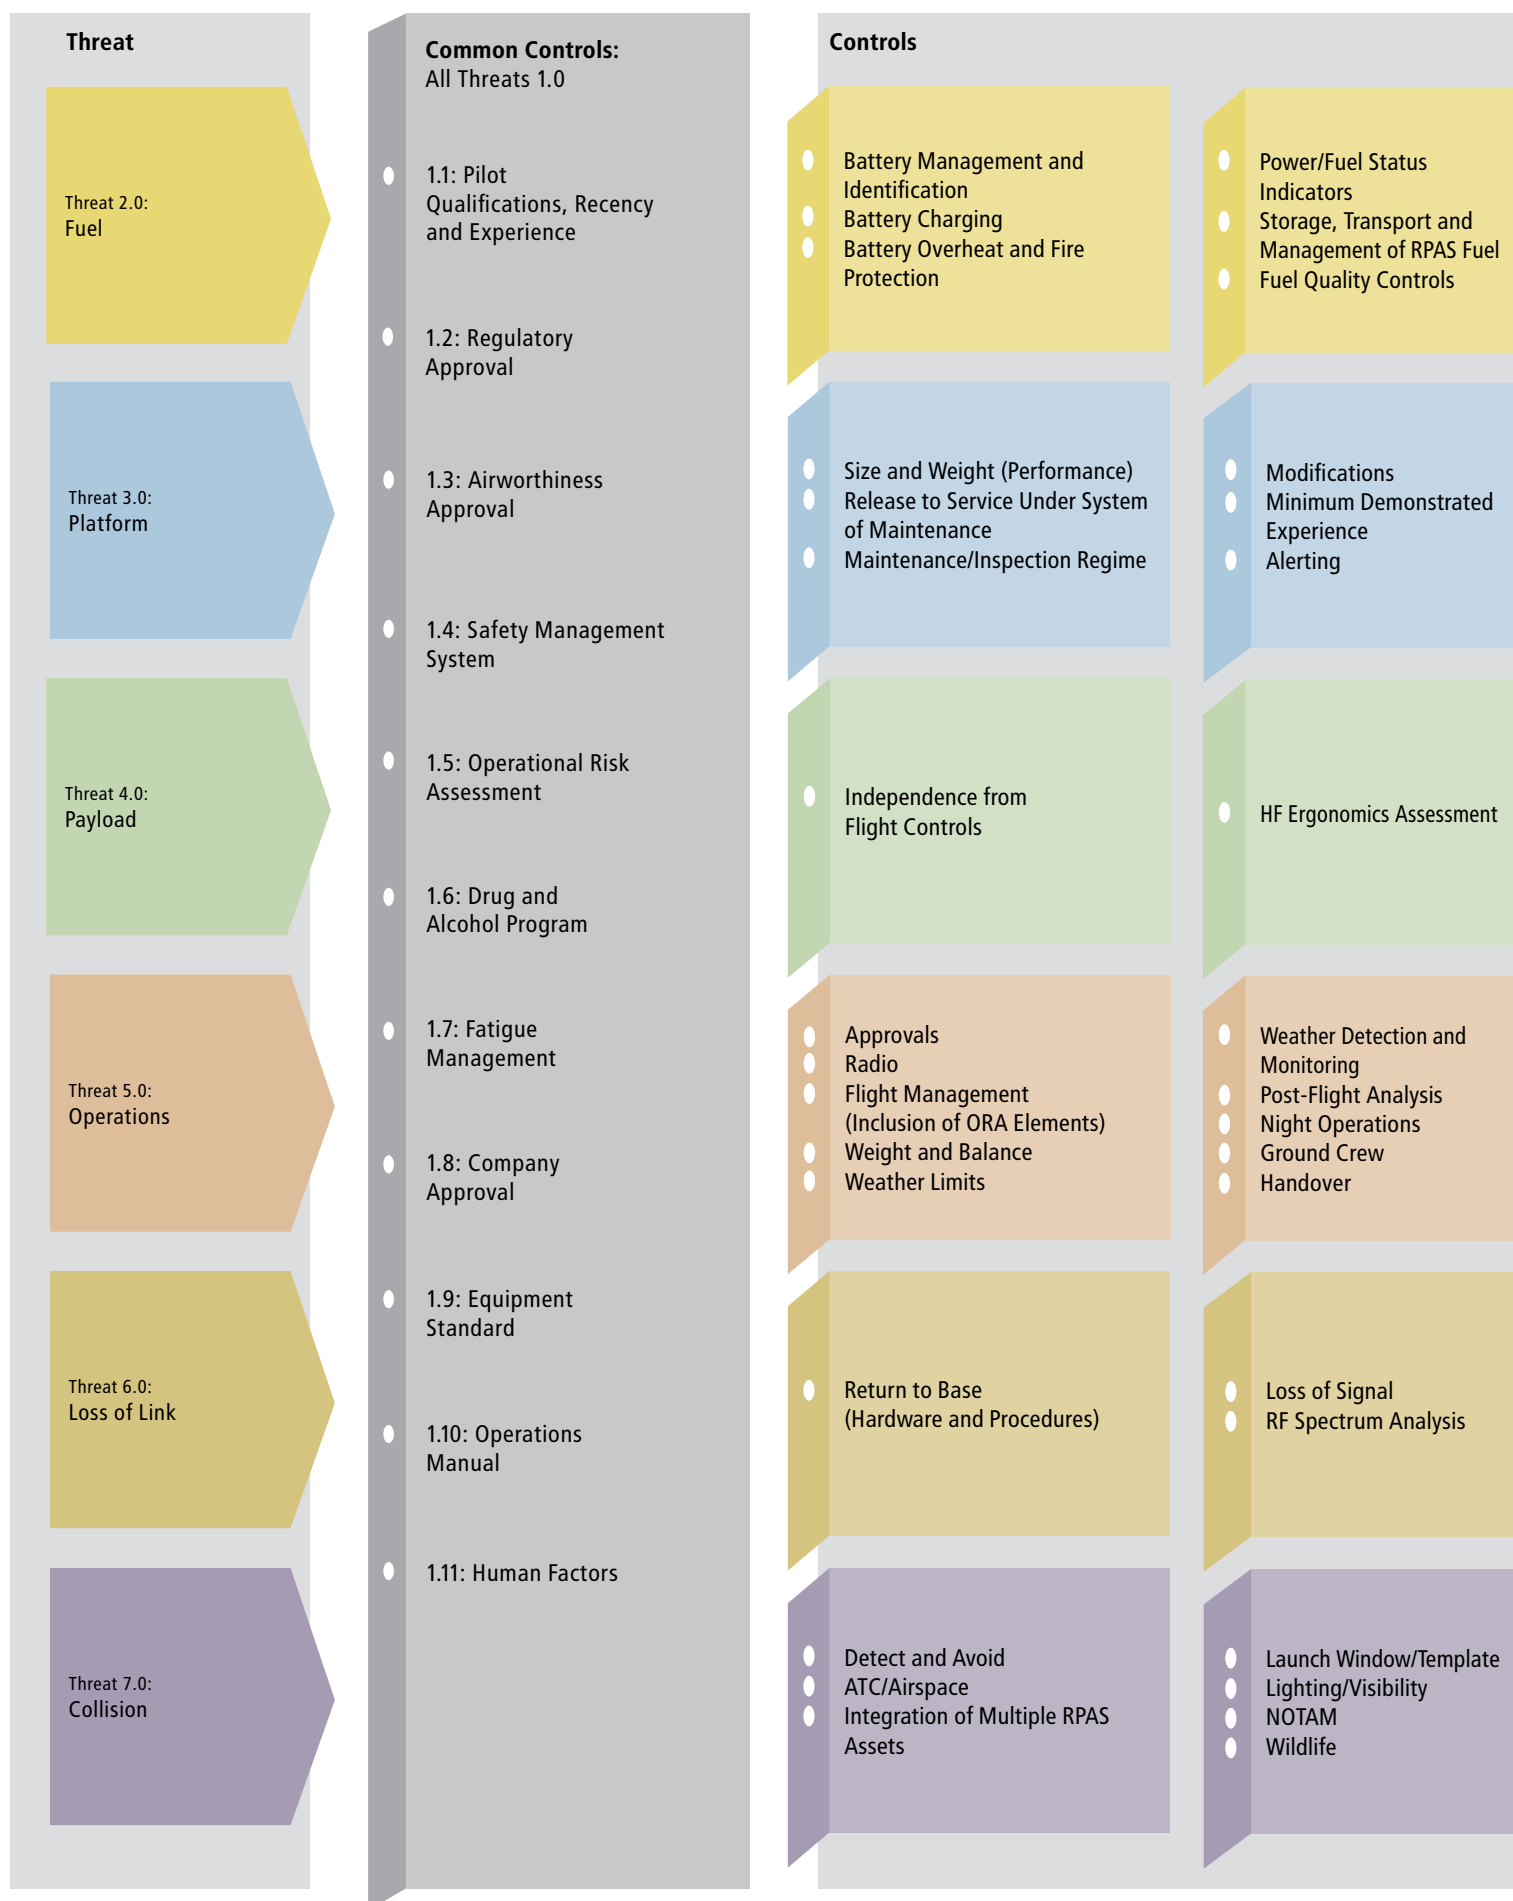 Threat
Threat 2.0:
Fuel
Threat 3.0:
Platform
Threat 4.0:
Payload
Threat 5.0:
Operations
Threat 6.0:
Loss of Link
Threat 7.0:
Collision
Common Controls:
All Threats 1.0
1.1: Pilot
Qualifications, Recency
and Experience
1.2: Regulatory
Approval
1.3: Airworthiness
Approval
1.4: Safety Management
System
1.5: Operational Risk
Assessment
1.6: Drug and
Alcohol Program
1.7: Fatigue
Management
1.8: Company
Approval
1.9: Equipment
Standard
1.10: Operations
Manual
1.11: Human Factors
Controls
Battery Management and
Identification
Battery Charging
Battery Overheat and Fire
Protection
Power/Fuel Status
Indicators
Storage, Transport and
Management of RPAS Fuel
Fuel Quality Controls
Size and Weight (Performance)
Release to Service Under System
of Maintenance
Maintenance/Inspection Regime
Modifications
Minimum Demonstrated
Experience
Alerting
Independence from
Flight Controls
HF Ergonomics Assessment
Approvals
Radio
Flight Management
(Inclusion of ORA Elements)
Weight and Balance
Weather Limits
Weather Detection and
Monitoring
Post-Flight Analysis
Night Operations
Ground Crew
Handover
Return to Base
(Hardware and Procedures)
Loss of Signal
RF Spectrum Analysis
Detect and Avoid
ATC/Airspace
Integration of Multiple RPAS
Assets
Launch Window/Template
Lighting/Visibility
NOTAM
Wildlife